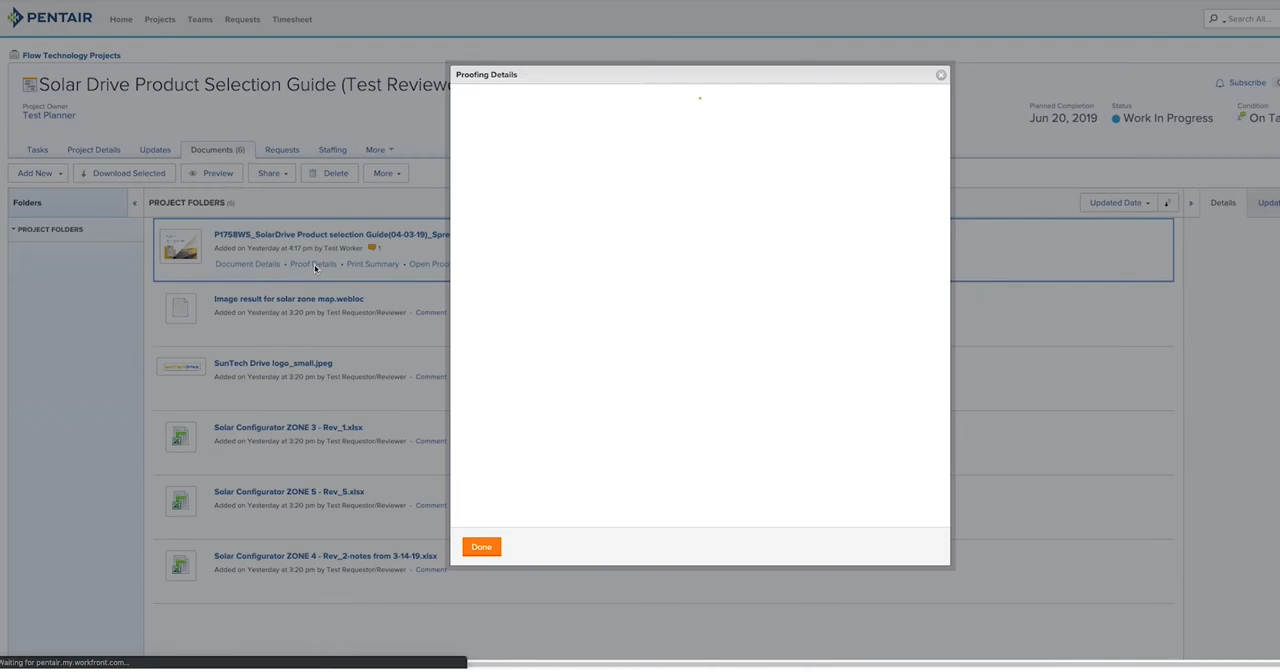 PENTAIR
Home Projects Teams Requests Timesheet
Search All...
Flow Technology Projects
Solar Drive Product Selection Guide (Test Reviewe
Subscribe
Project Owner
Test Planner
Planned Completion
Jun 20, 2019
Status
Work In Progress
Condition
On Ta
Tasks Project Details Updates Documents (6) Requests Staffing More
Add New Download Selected Preview Share Delete More
Folders
«
PROJECT FOLDERS (6)
Updated Date
»
Details
Updat
PROJECT FOLDERS
P1758WS_SolarDrive Product selection Guide(04-03-19)_Spre
Added on Yesterday at 4:17 pm by Test Worker 1
Document Details • Proof Details • Print Summary • Open Proo
Image result for solar zone map.webloc
Added on Yesterday at 3:20 pm by Test Requestor/Reviewer - Comment
SunTech Drive logo_small.jpeg
Added on Yesterday at 3:20 pm by Test Requestor/Reviewer - Comment
Solar Configurator ZONE 3 - Rev_1.xlsx
Added on Yesterday at 3:20 pm by Test Requestor/Reviewer - Comment
Solar Configurator ZONE 5 - Rev_5.xlsx
Added on Yesterday at 3:20 pm by Test Requestor/Reviewer - Comment
Solar Configurator ZONE 4 - Rev_2-notes from 3-14-19.xlsx
Added on Yesterday at 3:20 pm by Test Requestor/Reviewer - Comment
Proofing Details
Done
Waiting for pentair.my.workfront.com...